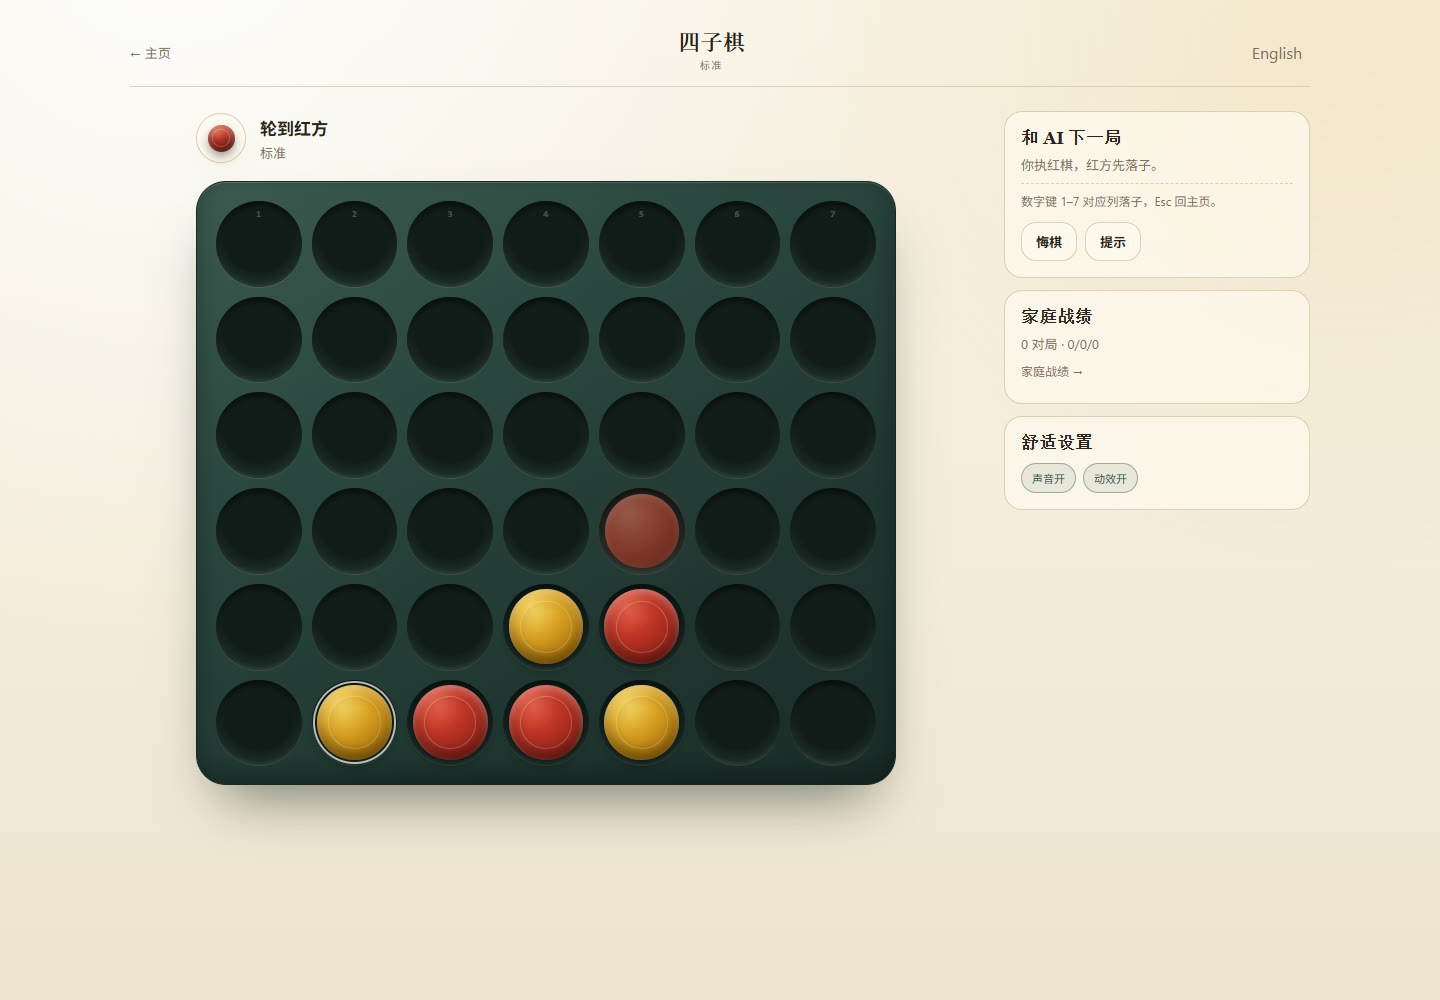 ← 主页
四子棋
标准
English
轮到红方
标准
1 2 3 4 5 6 7
和 AI 下一局
你执红棋，红方先落子。
数字键 1–7 对应列落子，Esc 回主页。
悔棋 提示
家庭战绩
0 对局 · 0/0/0
家庭战绩 →
舒适设置
声音开 动效开